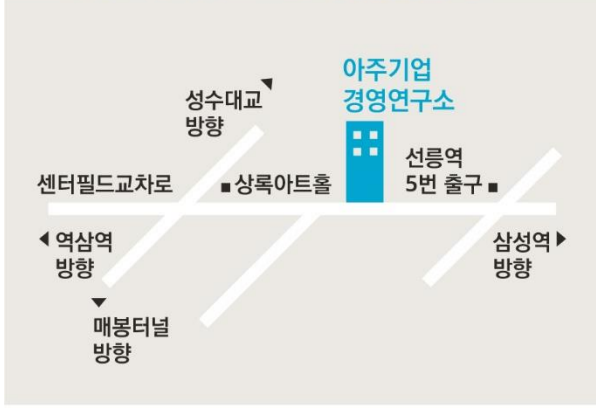 아주기업
경영연구소
성수대교
방향
선릉역
5번 출구
센터필드교차로
상록아트홀
역삼역
방향
삼성역
방향
매봉터널
방향